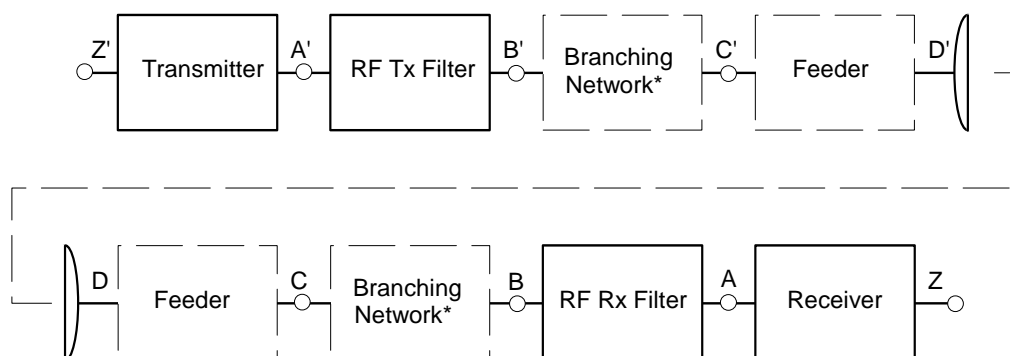 Z'
Transmitter
A'
RF Tx Filter
B'
Branching
Network*
C'
Feeder
D'
D
Feeder
C
Branching
Network*
B
RF Rx Filter
A
Receiver
Z